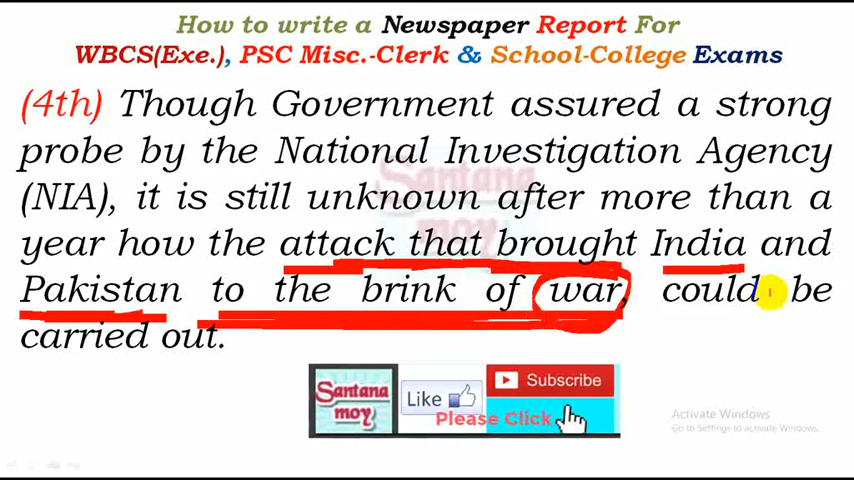 How to write a Newspaper Report For
WBCS(Exe.), PSC Misc.-Clerk & School-College Exams
(4th) Though Government assured a strong
probe by the National Investigation Agency
(NIA), it is still unknown after more than a
year how the attack that brought India and
Pakistan to the brink of war, could be
carried out.
Santana
moy
Santana
moy
Like
Subscribe
Please Click
Activate Windows
Go to Settings to activate Windows.